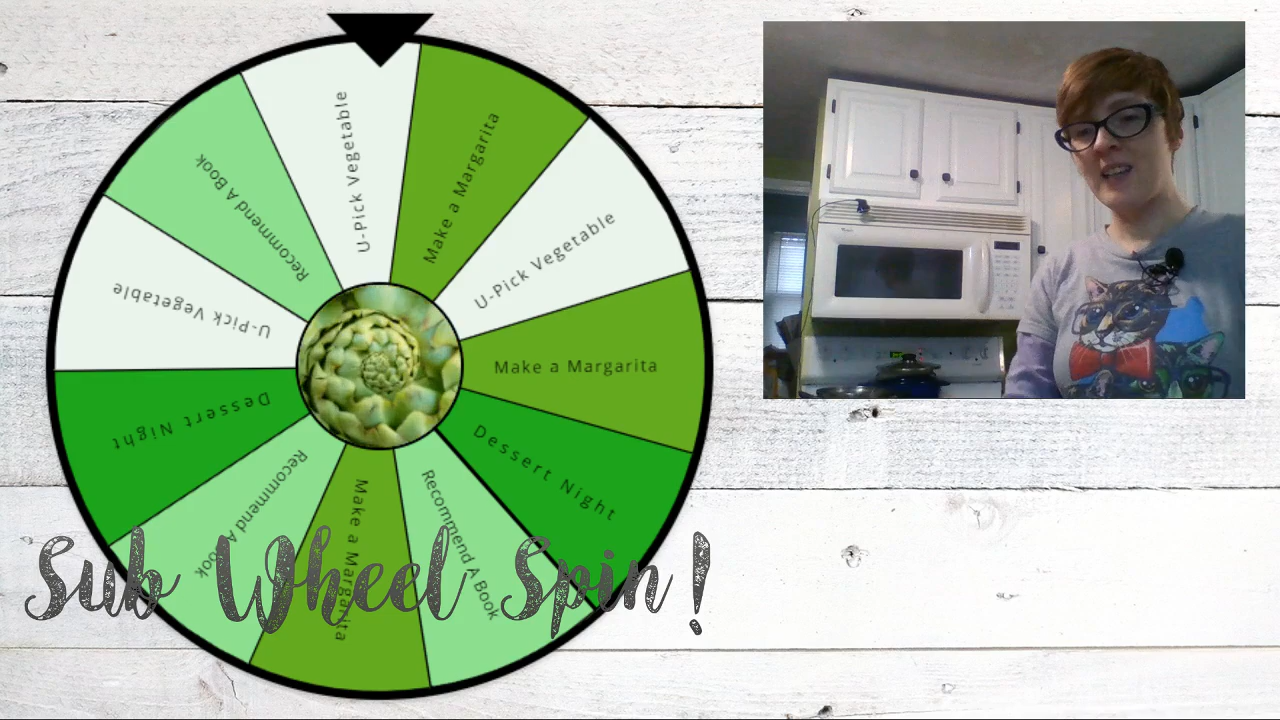 U-Pick Vegetable
Make a Margarita
U-Pick Vegetable
Make a Margarita
Dessert Night
Recommend A Book
Make a Margarita
Recommend A Book
Dessert Night
U-Pick Vegetable
Recommend A Book
Sub Wheel Spin!